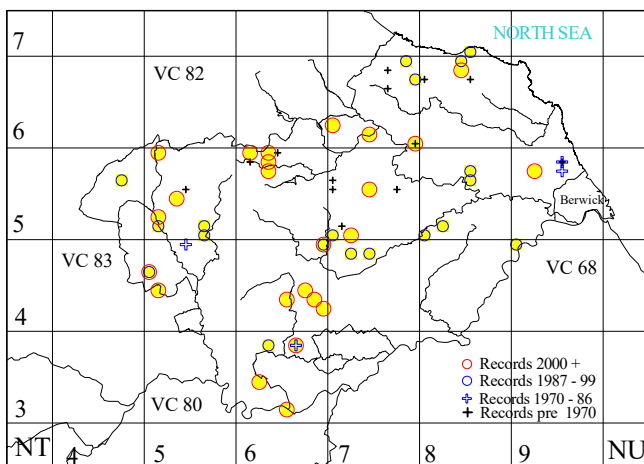 7
NORTH SEA
VC 82
6
Berwick
5
VC 83
VC 68
4
Records 2000 +
Records 1987 - 99
Records 1970 - 86
VC 80
Records pre 1970
3
NT 4 5 6 7 8 9 NU